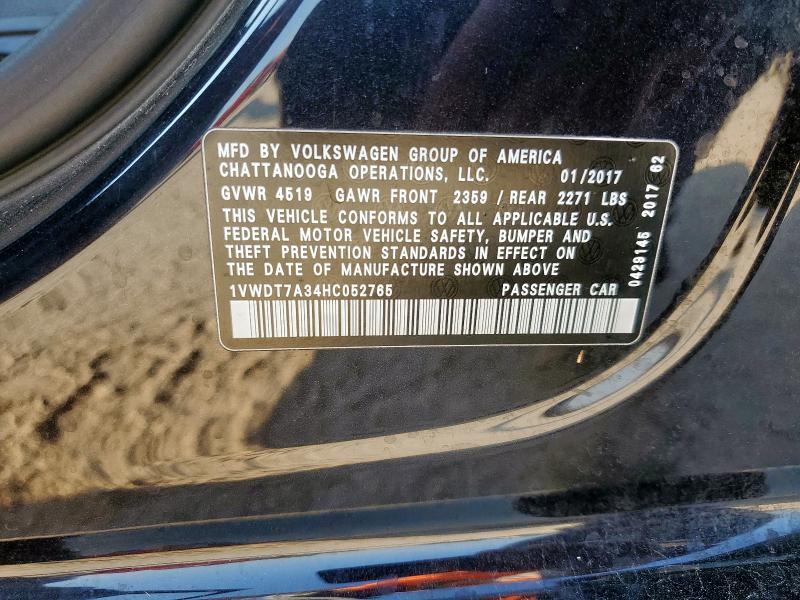 MFD BY VOLKSWAGEN GROUP OF AMERICA
CHATTANOOGA OPERATIONS, LLC. 01/2017
GVWR 4519 GAWR FRONT 2359 / REAR 2271 LBS
THIS VEHICLE CONFORMS TO ALL APPLICABLE U.S.
FEDERAL MOTOR VEHICLE SAFETY, BUMPER AND
THEFT PREVENTION STANDARDS IN EFFECT ON
THE DATE OF MANUFACTURE SHOWN ABOVE
1VWDT7A34HC052765 PASSENGER CAR
0429145 2017 62